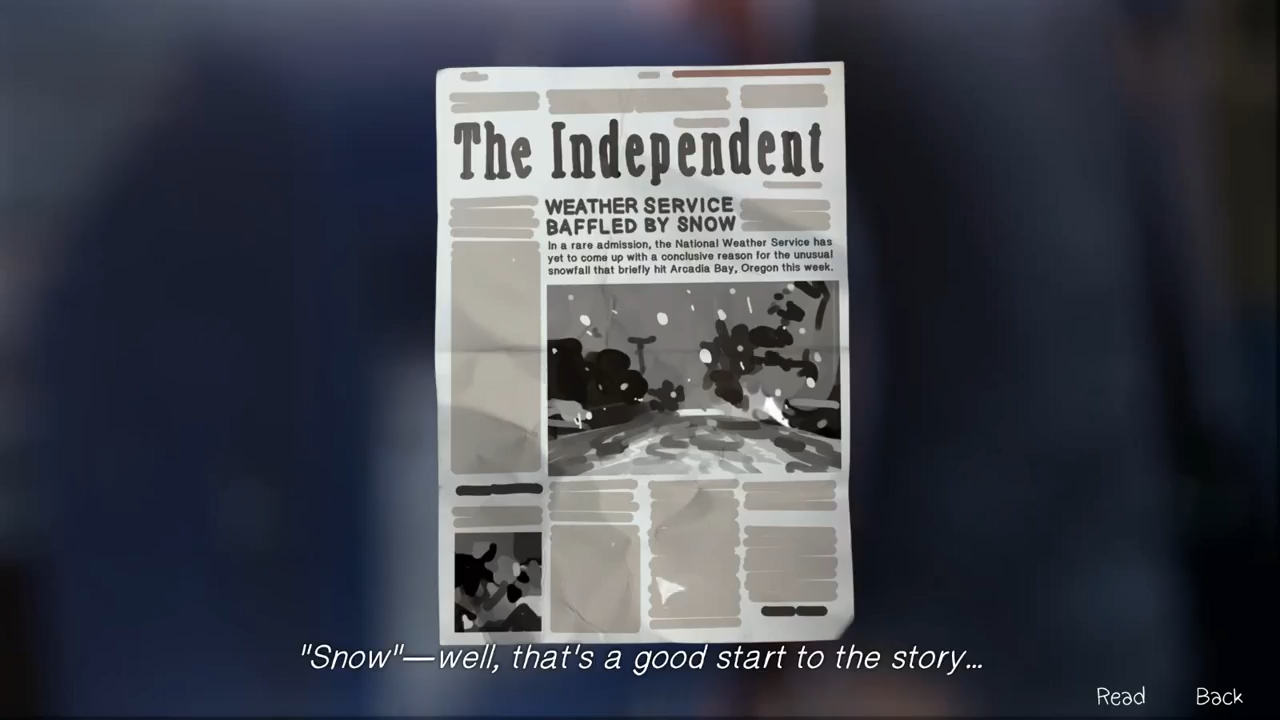 The Independent
WEATHER SERVICE
BAFFLED BY SNOW
In a rare admission, the National Weather Service has
yet to come up with a conclusive reason for the unusual
snowfall that briefly hit Arcadia Bay, Oregon this week.
"Snow"—well, that's a good start to the story...
Read Back